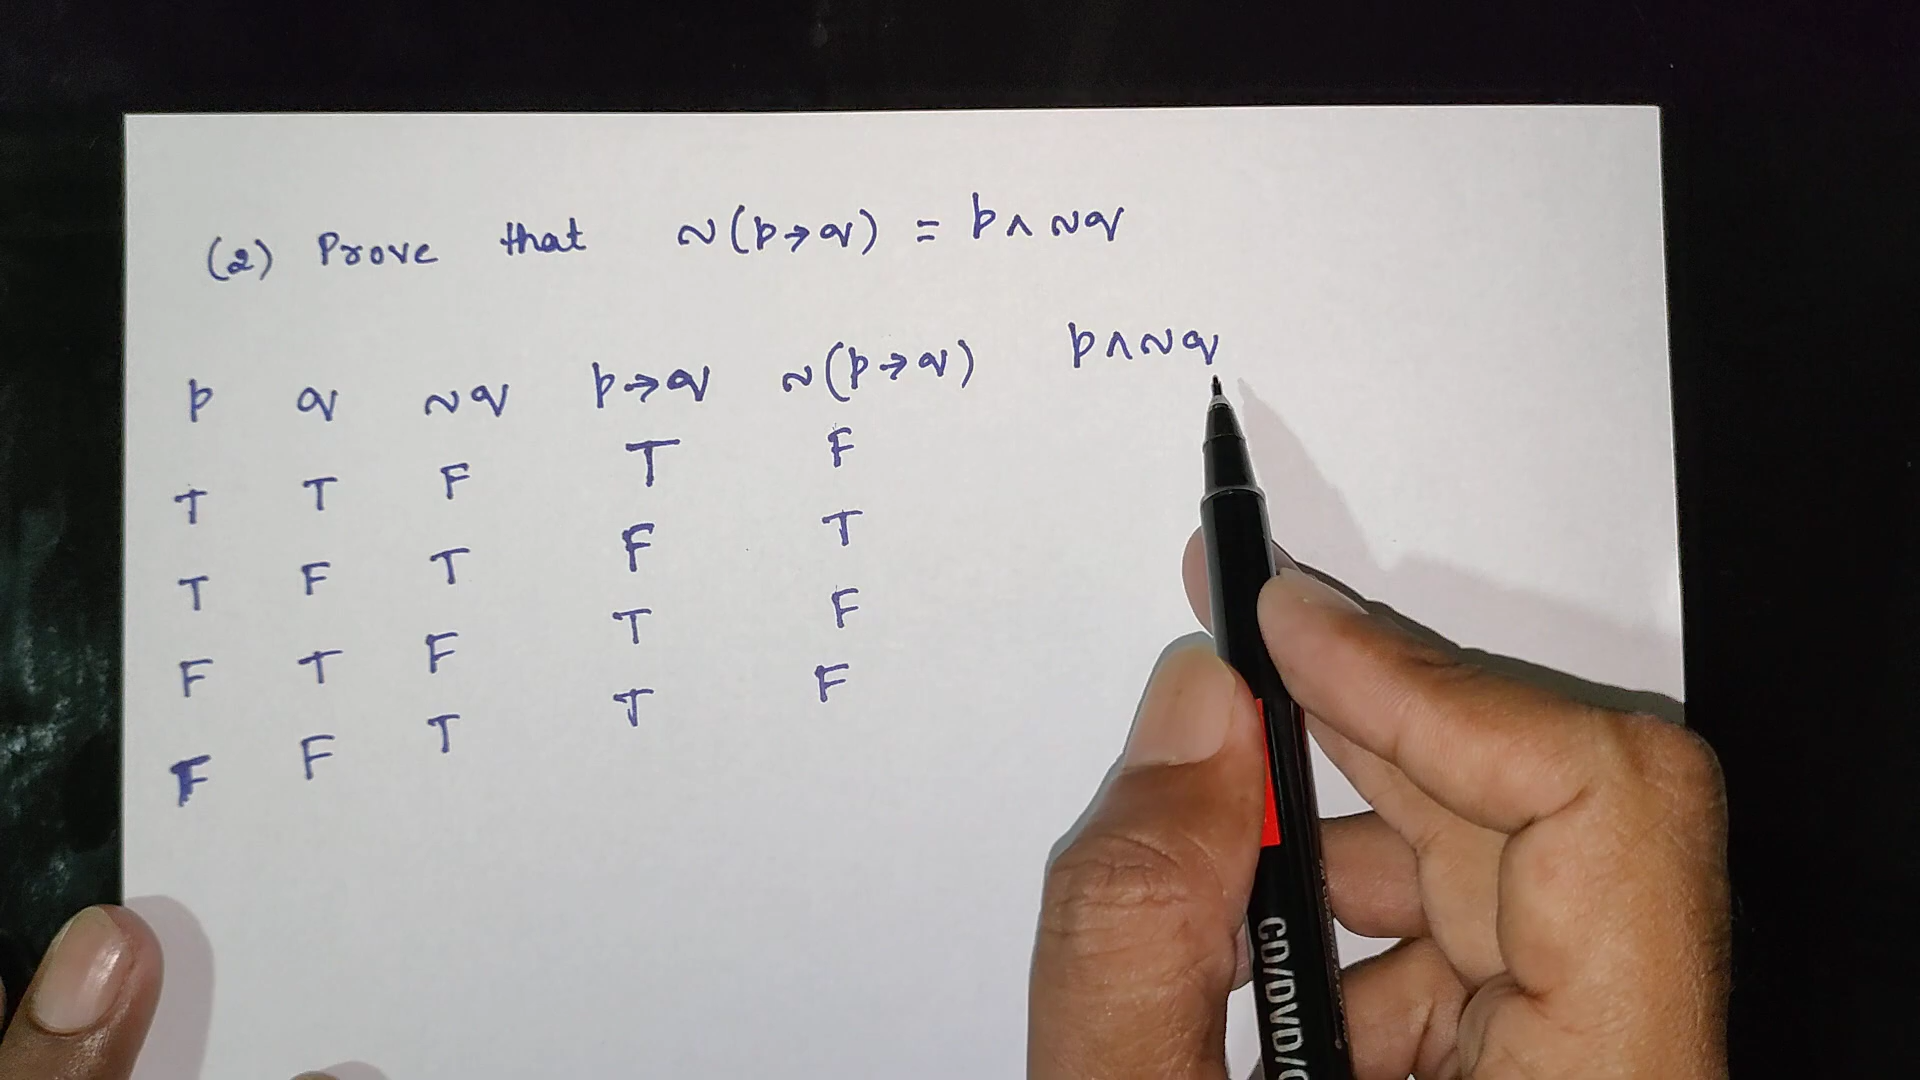 (2) Prove that ~(p→q) = p∧~q
p q ~q p→q ~(p→q) p∧~q
T T F T F
T F T F T
F T F T F
F F T T F
CD/DVD/